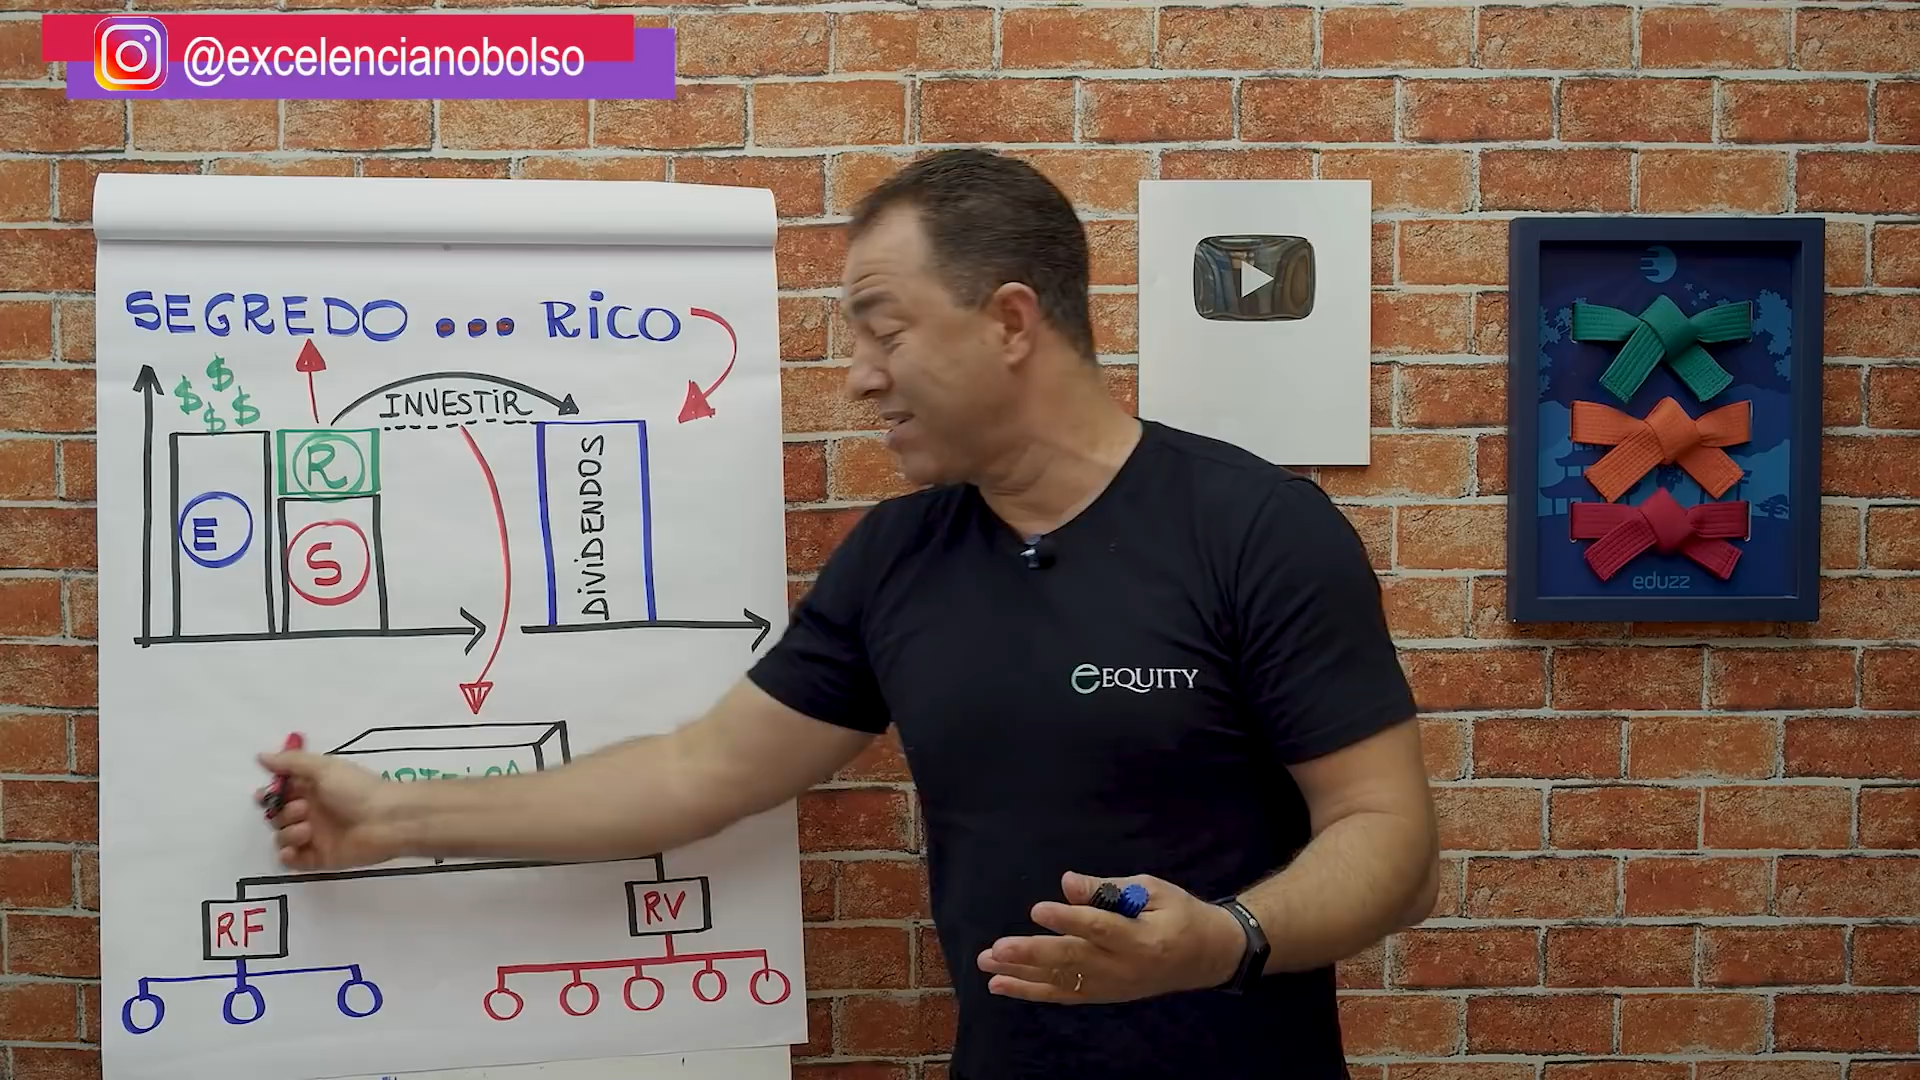 @excelencianobolso
SEGREDO ... RICO
$ $ $ $
INVESTIR
R
E
S
DIVIDENDOS
EQUITY
eduzz
RF
RV